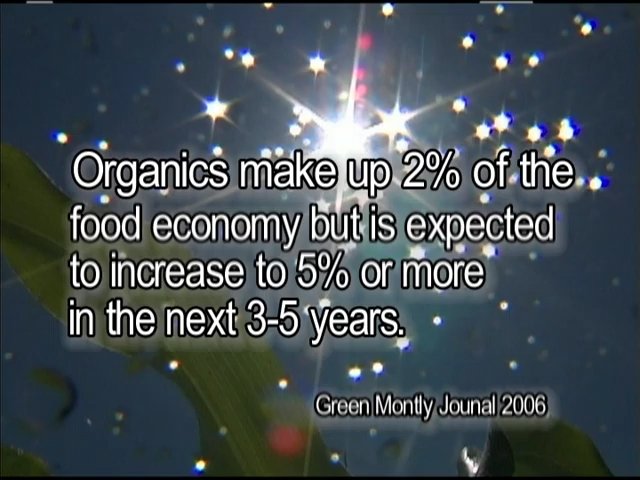 Organics make up 2% of the
food economy but is expected
to increase to 5% or more
in the next 3-5 years.
Green Montly Jounal 2006